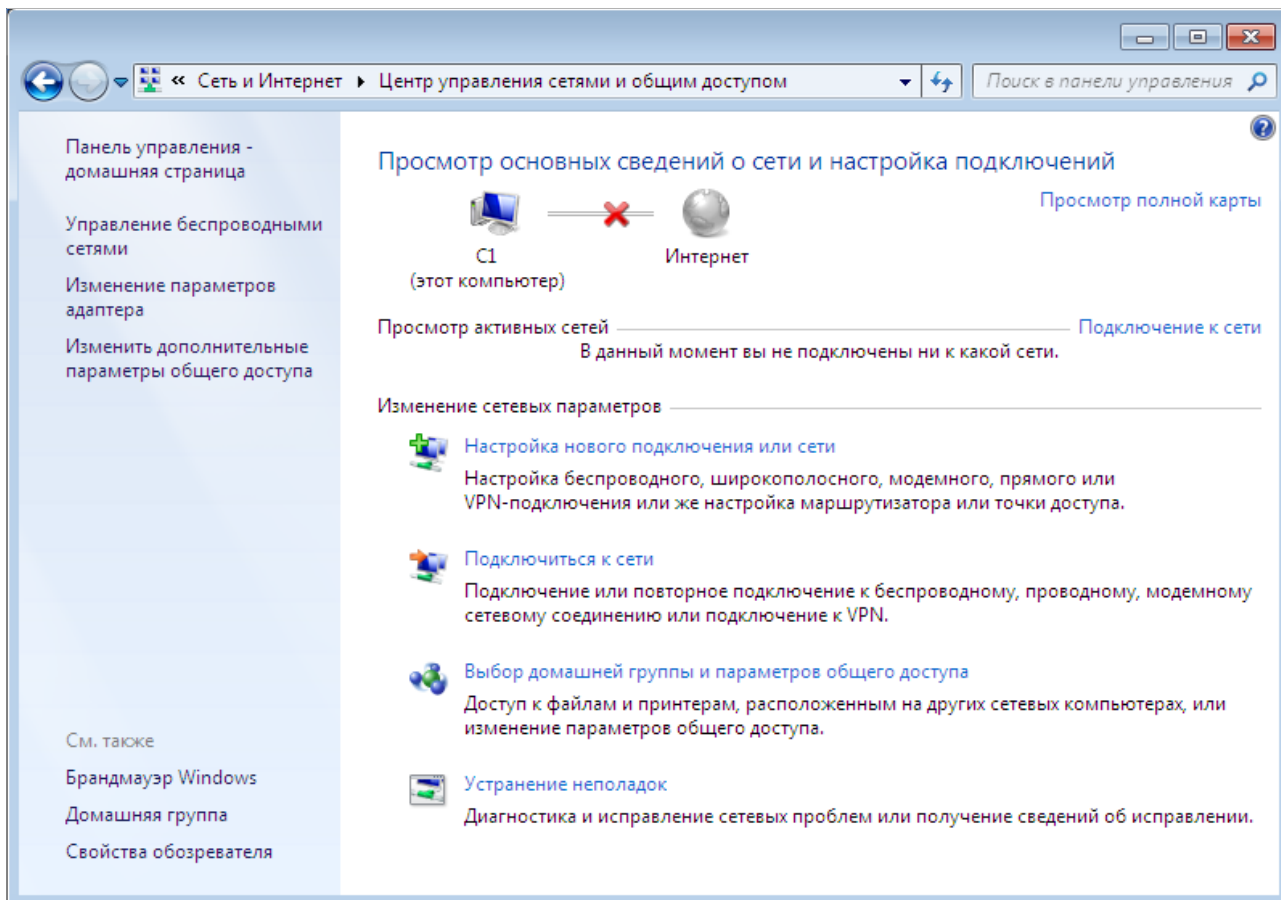 « Сеть и Интернет ▸ Центр управления сетями и общим доступом
Поиск в панели управления
Панель управления -
домашняя страница
Управление беспроводными
сетями
Изменение параметров
адаптера
Изменить дополнительные
параметры общего доступа
См. также
Брандмауэр Windows
Домашняя группа
Свойства обозревателя
Просмотр основных сведений о сети и настройка подключений
Просмотр полной карты
C1
(этот компьютер)
Интернет
Просмотр активных сетей
Подключение к сети
В данный момент вы не подключены ни к какой сети.
Изменение сетевых параметров
Настройка нового подключения или сети
Настройка беспроводного, широкополосного, модемного, прямого или
VPN-подключения или же настройка маршрутизатора или точки доступа.
Подключиться к сети
Подключение или повторное подключение к беспроводному, проводному, модемному
сетевому соединению или подключение к VPN.
Выбор домашней группы и параметров общего доступа
Доступ к файлам и принтерам, расположенным на других сетевых компьютерах, или
изменение параметров общего доступа.
Устранение неполадок
Диагностика и исправление сетевых проблем или получение сведений об исправлении.